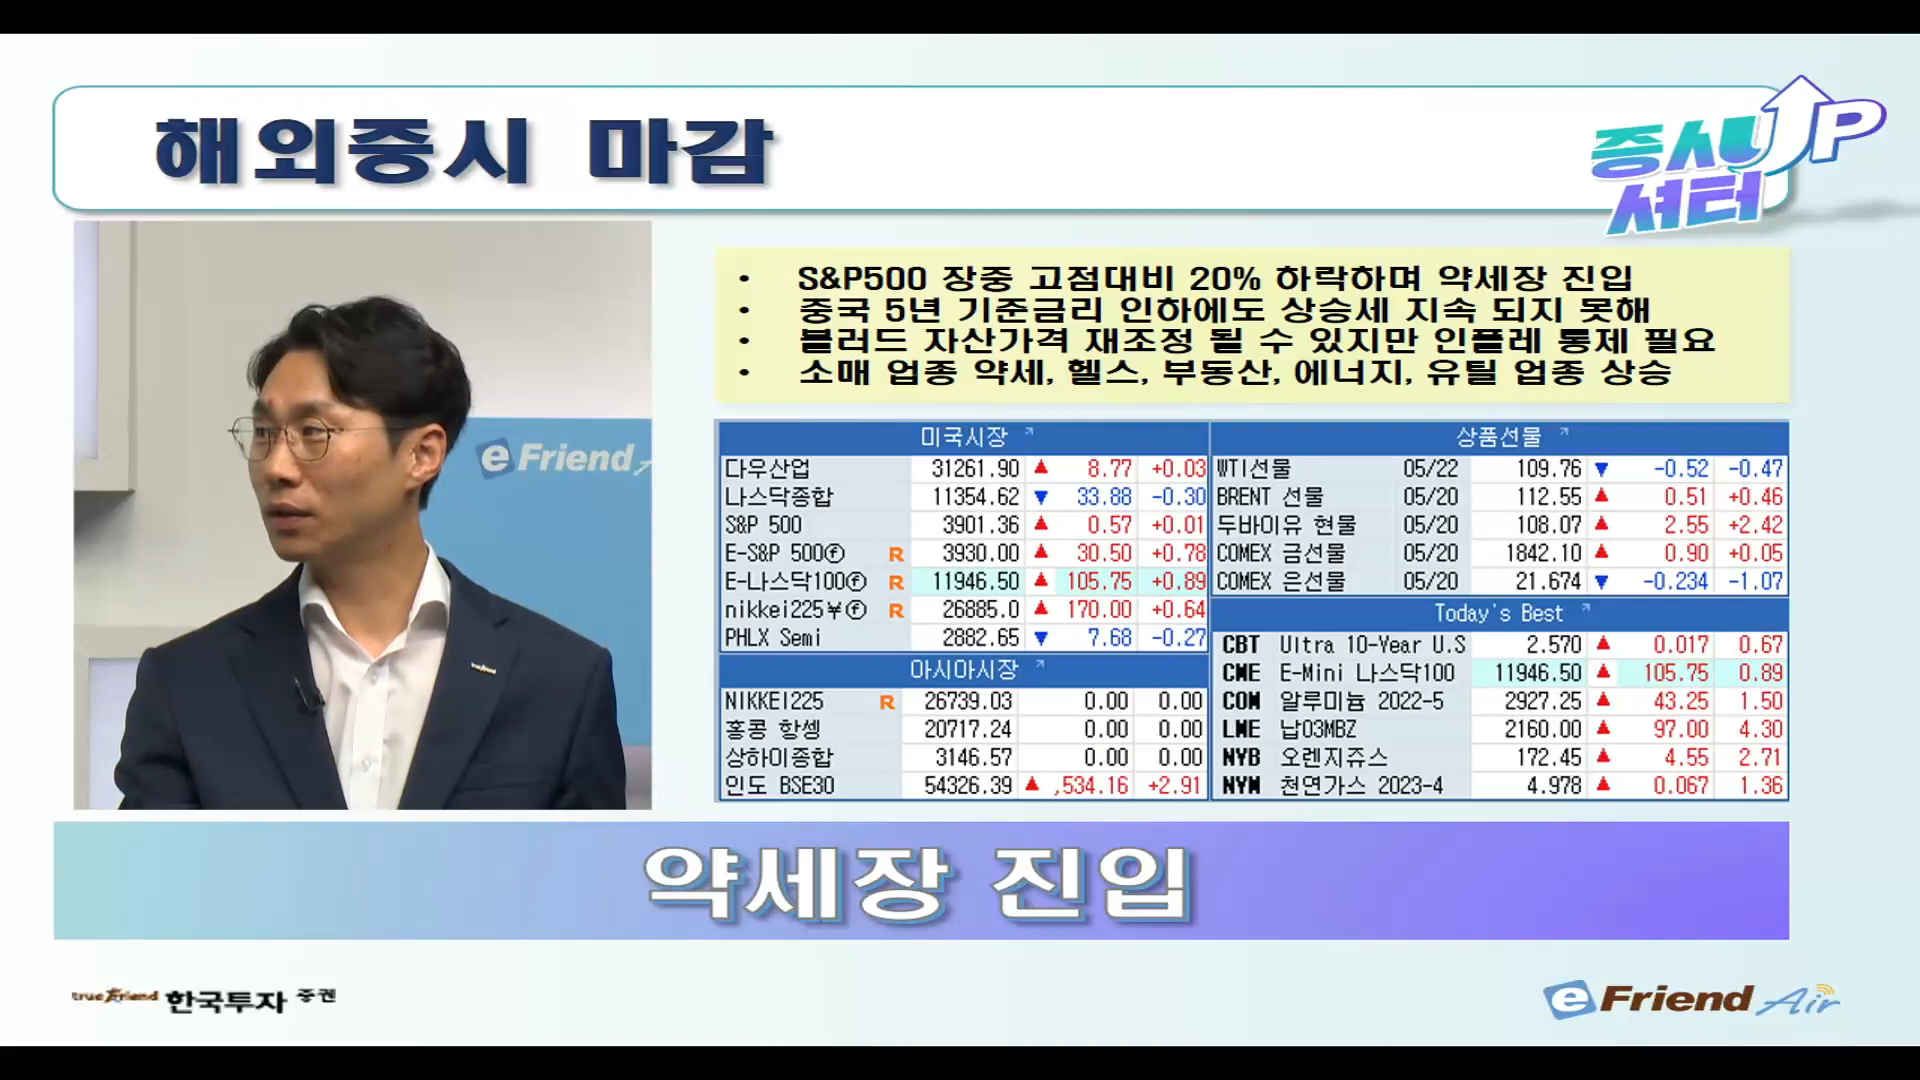 해외증시 마감
증시 UP
셔터
• S&P500 장중 고점대비 20% 하락하며 약세장 진입
• 중국 5년 기준금리 인하에도 상승세 지속 되지 못해
• 블러드 자산가격 재조정 될 수 있지만 인플레 통제 필요
• 소매 업종 약세, 헬스, 부동산, 에너지, 유틸 업종 상승
eFriend
미국시장
다우산업 31261.90 ▲ 8.77 +0.03
나스닥종합 11354.62 ▼ 33.88 -0.30
S&P 500 3901.36 ▲ 0.57 +0.01
E-S&P 500ⓕ R 3930.00 ▲ 30.50 +0.78
E-나스닥100ⓕ R 11946.50 ▲ 105.75 +0.89
nikkei225¥ⓕ R 26885.0 ▲ 170.00 +0.64
PHLX Semi 2882.65 ▼ 7.68 -0.27
아시아시장
NIKKEI225 R 26739.03 0.00 0.00
홍콩 항셍 20717.24 0.00 0.00
상하이종합 3146.57 0.00 0.00
인도 BSE30 54326.39 ▲ ,534.16 +2.91
상품선물
WTI선물 05/22 109.76 ▼ -0.52 -0.47
BRENT 선물 05/20 112.55 ▲ 0.51 +0.46
두바이유 현물 05/20 108.07 ▲ 2.55 +2.42
COMEX 금선물 05/20 1842.10 ▲ 0.90 +0.05
COMEX 은선물 05/20 21.674 ▼ -0.234 -1.07
Today's Best
CBT Ultra 10-Year U.S 2.570 ▲ 0.017 0.67
CME E-Mini 나스닥100 11946.50 ▲ 105.75 0.89
COM 알루미늄 2022-5 2927.25 ▲ 43.25 1.50
LME 납03MBZ 2160.00 ▲ 97.00 4.30
NYB 오렌지쥬스 172.45 ▲ 4.55 2.71
NYM 천연가스 2023-4 4.978 ▲ 0.067 1.36
약세장 진입
true Friend 한국투자 증권
eFriend Air